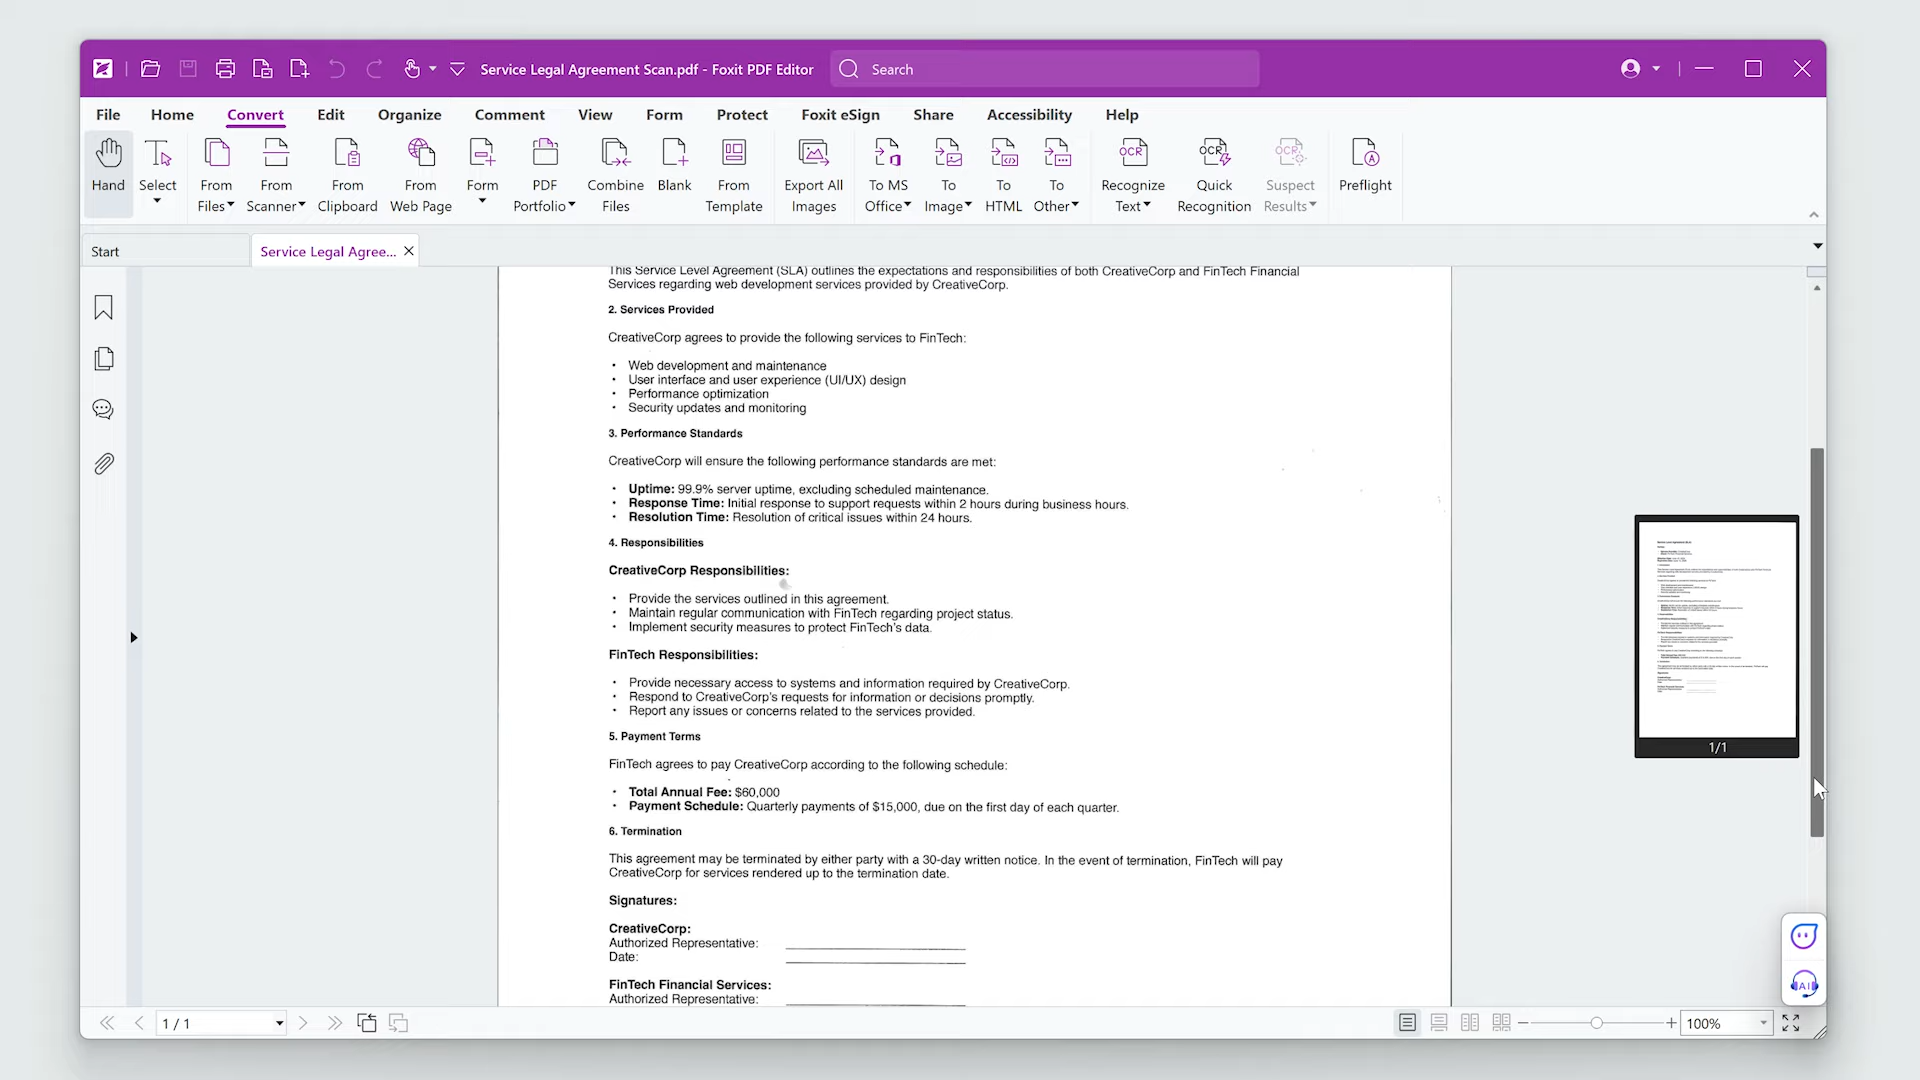 Service Legal Agreement Scan.pdf - Foxit PDF Editor
Search
File Home Convert Edit Organize Comment View Form Protect Foxit eSign Share Accessibility Help
Hand
Select
From Files
From Scanner
From Clipboard
From Web Page
Form
PDF Portfolio
Combine Files
Blank
From Template
Export All Images
To MS Office
To Image
To HTML
To Other
OCR
Recognize Text
OCR
Quick Recognition
OCR
Suspect Results
Preflight
Start
Service Legal Agree...
This Service Level Agreement (SLA) outlines the expectations and responsibilities of both CreativeCorp and FinTech Financial
Services regarding web development services provided by CreativeCorp.
2. Services Provided
CreativeCorp agrees to provide the following services to FinTech:
• Web development and maintenance
• User interface and user experience (UI/UX) design
• Performance optimization
• Security updates and monitoring
3. Performance Standards
CreativeCorp will ensure the following performance standards are met:
• Uptime: 99.9% server uptime, excluding scheduled maintenance.
• Response Time: Initial response to support requests within 2 hours during business hours.
• Resolution Time: Resolution of critical issues within 24 hours.
4. Responsibilities
CreativeCorp Responsibilities:
• Provide the services outlined in this agreement.
• Maintain regular communication with FinTech regarding project status.
• Implement security measures to protect FinTech's data.
FinTech Responsibilities:
• Provide necessary access to systems and information required by CreativeCorp.
• Respond to CreativeCorp's requests for information or decisions promptly.
• Report any issues or concerns related to the services provided.
5. Payment Terms
FinTech agrees to pay CreativeCorp according to the following schedule:
• Total Annual Fee: $60,000
• Payment Schedule: Quarterly payments of $15,000, due on the first day of each quarter.
6. Termination
This agreement may be terminated by either party with a 30-day written notice. In the event of termination, FinTech will pay
CreativeCorp for services rendered up to the termination date.
Signatures:
CreativeCorp:
Authorized Representative:
Date:
FinTech Financial Services:
Authorized Representative:
1/1
AI
1 / 1
100%